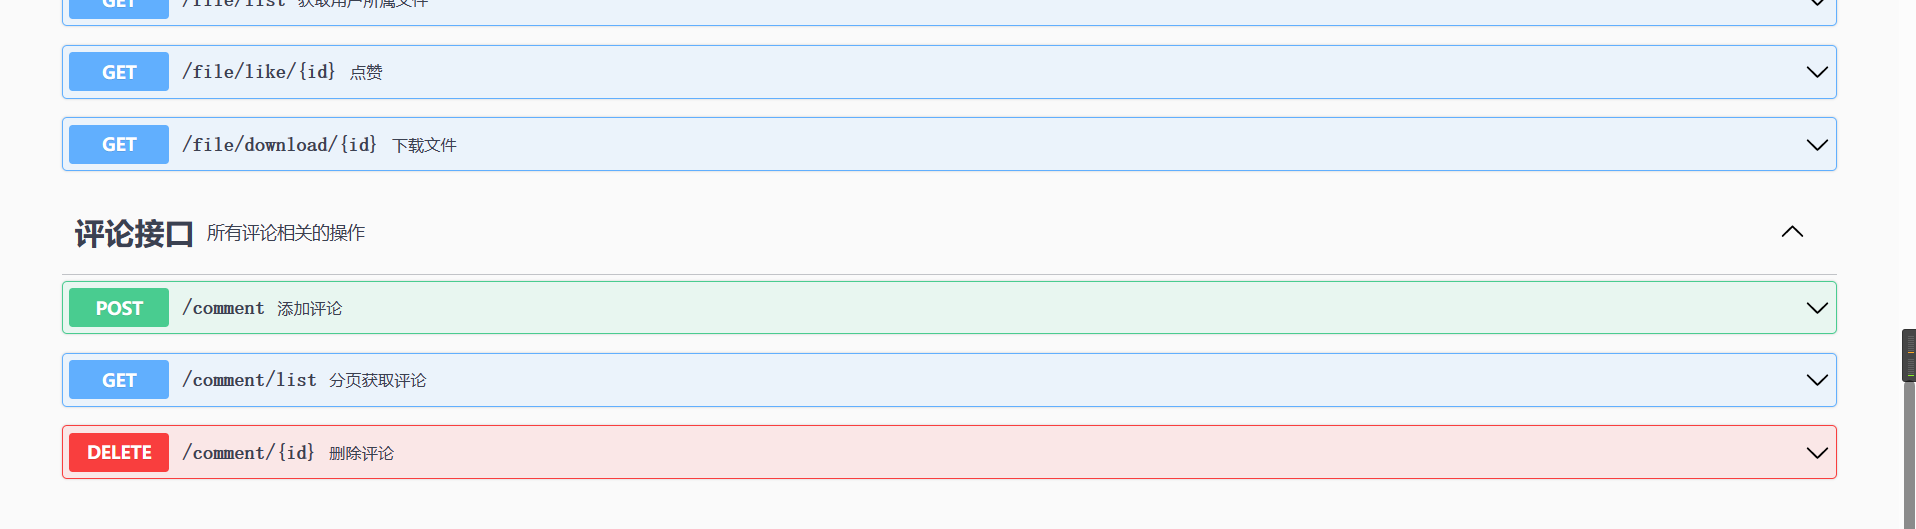 GET /file/list 获取用户所属文件
GET /file/like/{id} 点赞
GET /file/download/{id} 下载文件
评论接口 所有评论相关的操作
POST /comment 添加评论
GET /comment/list 分页获取评论
DELETE /comment/{id} 删除评论